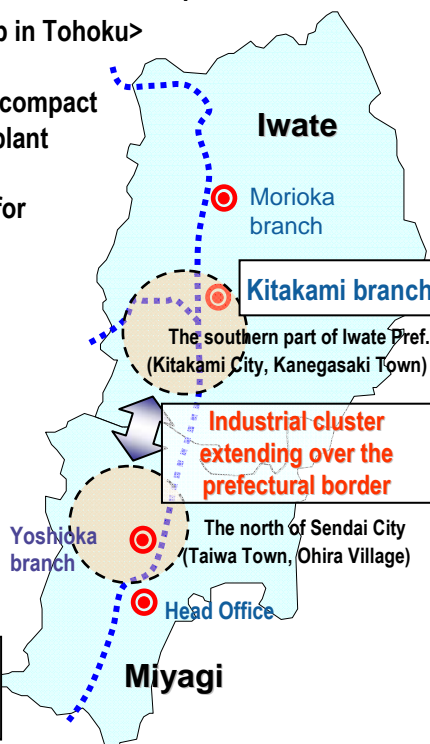 in Tohoku>
compact
plant
for
Iwate
Morioka
branch
Kitakami branch
The southern part of Iwate Pref.
(Kitakami City, Kanegasaki Town)
Industrial cluster
extending over the
prefectural border
Yoshioka
branch
The north of Sendai City
(Taiwa Town, Ohira Village)
Head Office
Miyagi